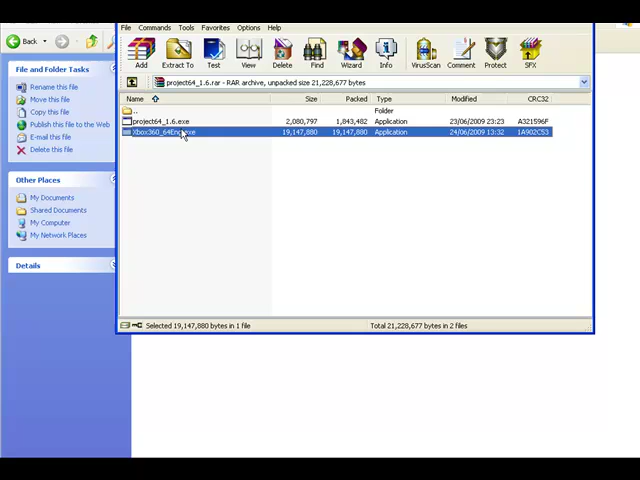 File Commands Tools Favorites Options Help
Back
Add Extract To Test View Delete Find Wizard Info VirusScan Comment Protect SFX
project64_1.6.rar - RAR archive, unpacked size 21,228,677 bytes
Name Size Packed Type Modified CRC32
.. Folder
project64_1.6.exe 2,080,797 1,843,482 Application 23/06/2009 23:23 A321596F
Xbox360_64Eng.exe 19,147,880 19,147,880 Application 24/06/2009 13:32 1A902C53
Selected 19,147,880 bytes in 1 file Total 21,228,677 bytes in 2 files
File and Folder Tasks
Rename this file
Move this file
Copy this file
Publish this file to the Web
E-mail this file
Delete this file
Other Places
My Documents
Shared Documents
My Computer
My Network Places
Details